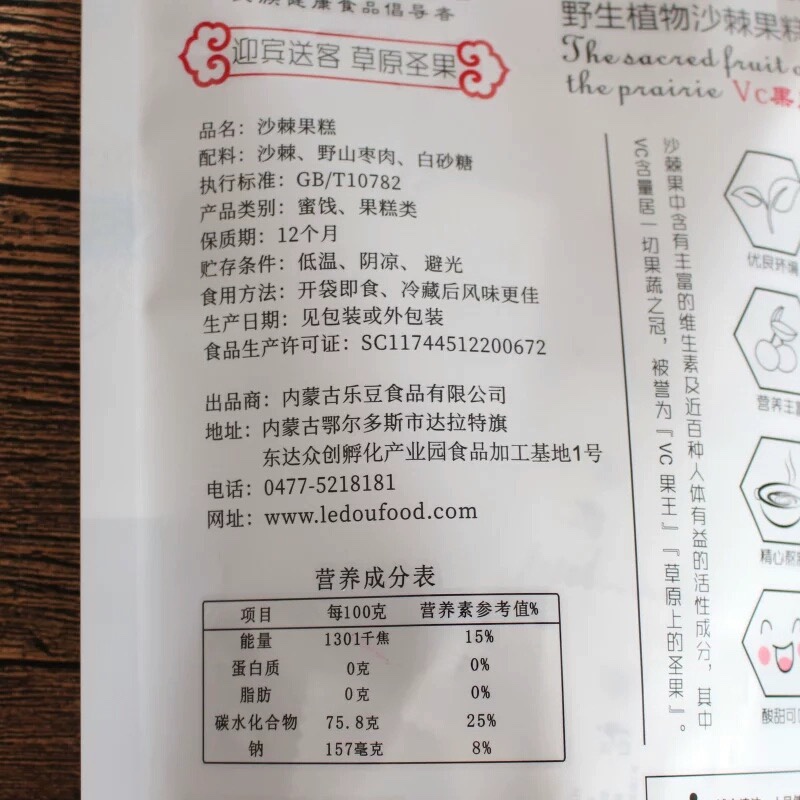 民族健康食品倡导者
迎宾送客 草原圣果
野生植物沙棘果糕
The sacred fruit
the prairie Vc果
品名：沙棘果糕
配料：沙棘、野山枣肉、白砂糖
执行标准：GB/T10782
产品类别：蜜饯、果糕类
保质期：12个月
贮存条件：低温、阴凉、避光
食用方法：开袋即食、冷藏后风味更佳
生产日期：见包装或外包装
食品生产许可证：SC11744512200672
出品商：内蒙古乐豆食品有限公司
地址：内蒙古鄂尔多斯市达拉特旗
东达众创孵化产业园食品加工基地1号
电话：0477-5218181
网址：www.ledoufood.com
营养成分表
项目 每100克 营养素参考值%
能量 1301千焦 15%
蛋白质 0克 0%
脂肪 0克 0%
碳水化合物 75.8克 25%
钠 157毫克 8%
沙棘果中含有丰富的维生素及近百种人体有益的活性成分，其中
VC含量居一切果蔬之冠，被誉为『VC果王』『草原上的圣果』。
优良环境
营养丰富
精心熬
酸甜可口